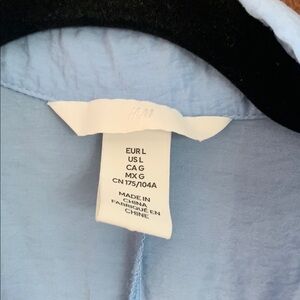 H&M
EUR L
US L
CA G
MX G
CN 175/104A
MADE IN
CHINA
FABRIQUÉ EN
CHINE